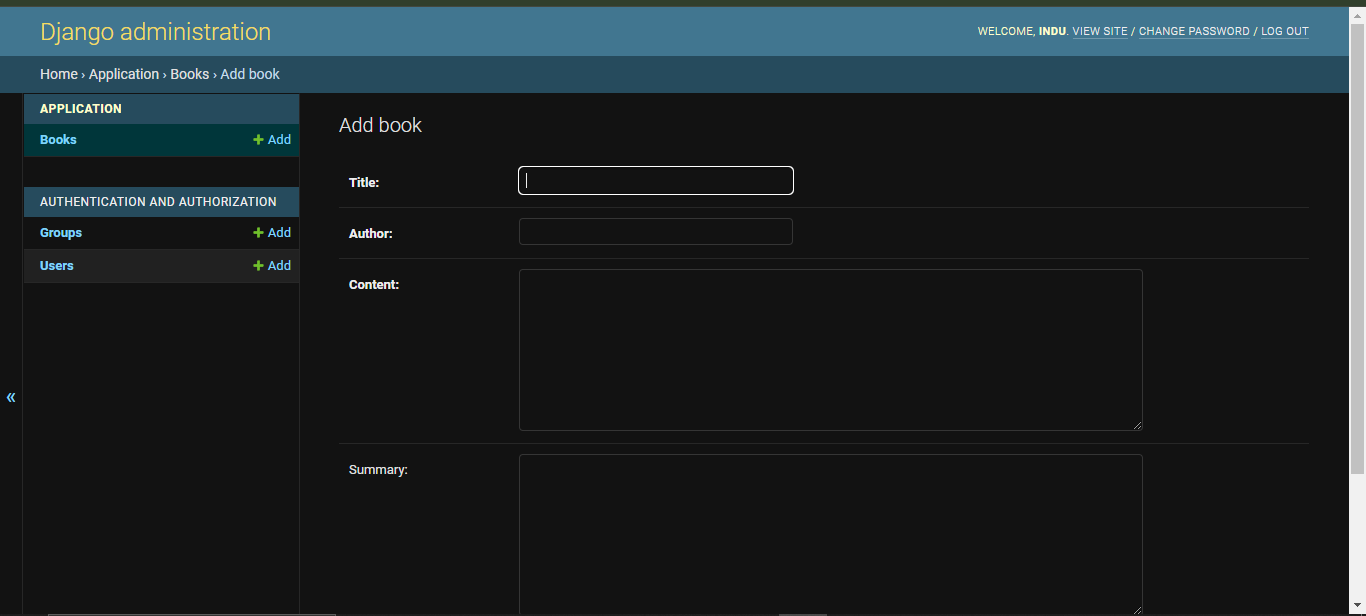 Django administration
WELCOME, INDU. VIEW SITE / CHANGE PASSWORD / LOG OUT
Home › Application › Books › Add book
APPLICATION
Books + Add
AUTHENTICATION AND AUTHORIZATION
Groups + Add
Users + Add
«
Add book
Title:
Author:
Content:
Summary: